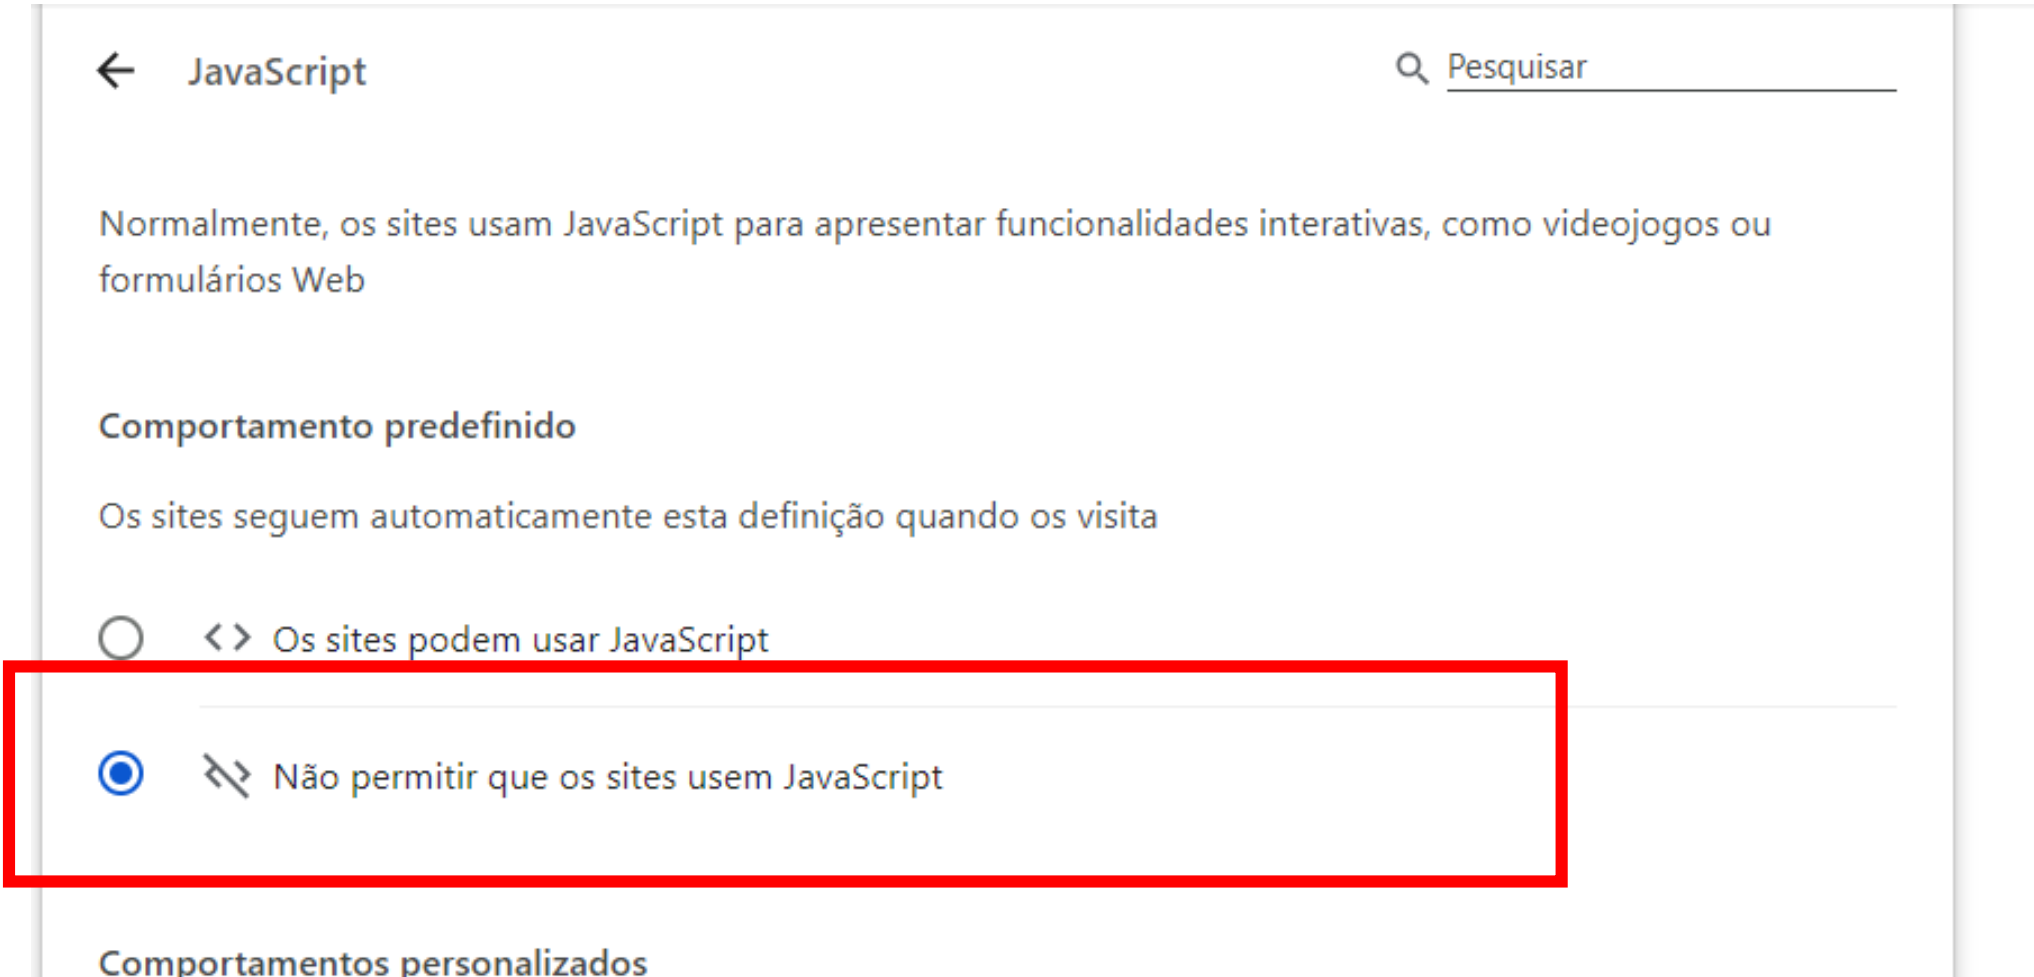 JavaScript
Pesquisar
Normalmente, os sites usam JavaScript para apresentar funcionalidades interativas, como videojogos ou
formulários Web
Comportamento predefinido
Os sites seguem automaticamente esta definição quando os visita
Os sites podem usar JavaScript
Não permitir que os sites usem JavaScript
Comportamentos personalizados